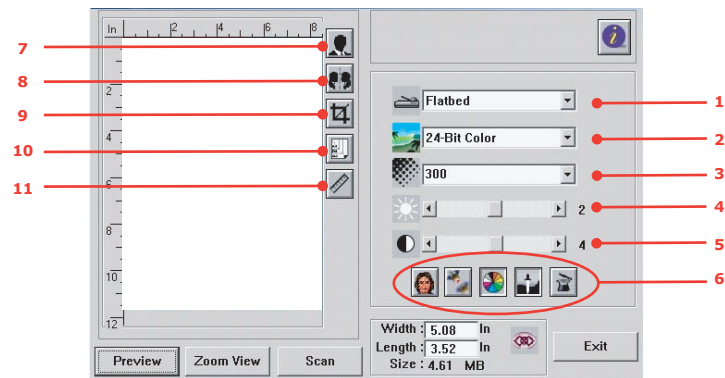 In 2 4 6 8
2
4
6
8
10
12
7
8
9
10
11
i
Flatbed
24-Bit Color
300
2
4
1
2
3
4
5
6
Width : 5.08 In
Length : 3.52 In
Size : 4.61 MB
Preview Zoom View Scan
Exit